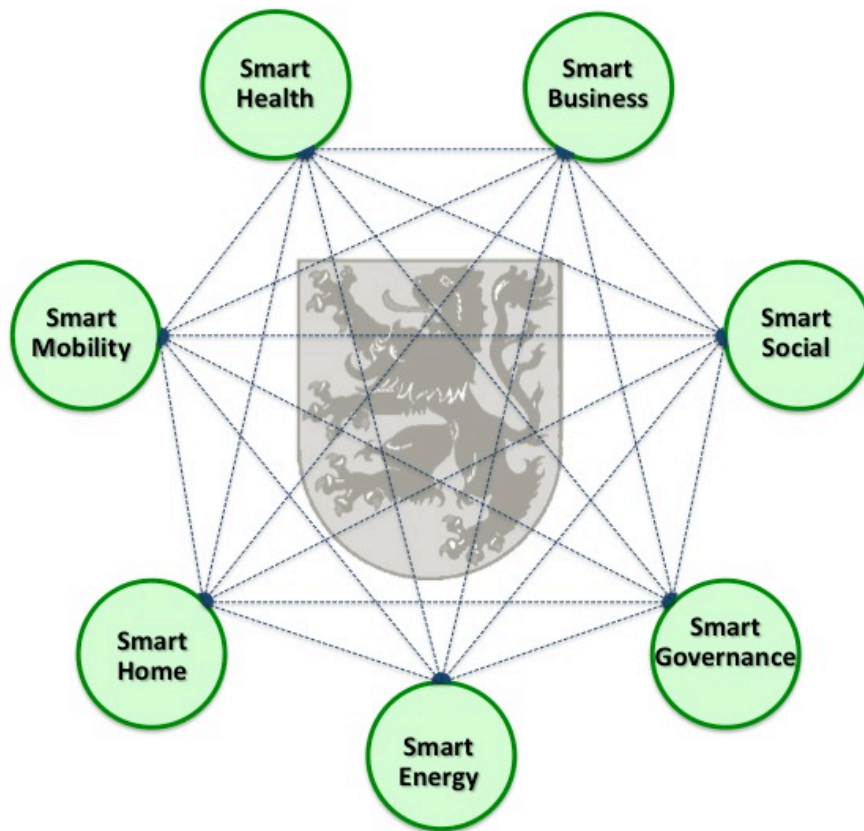 Smart
Health
Smart
Business
Smart
Mobility
Smart
Social
Smart
Home
Smart
Governance
Smart
Energy